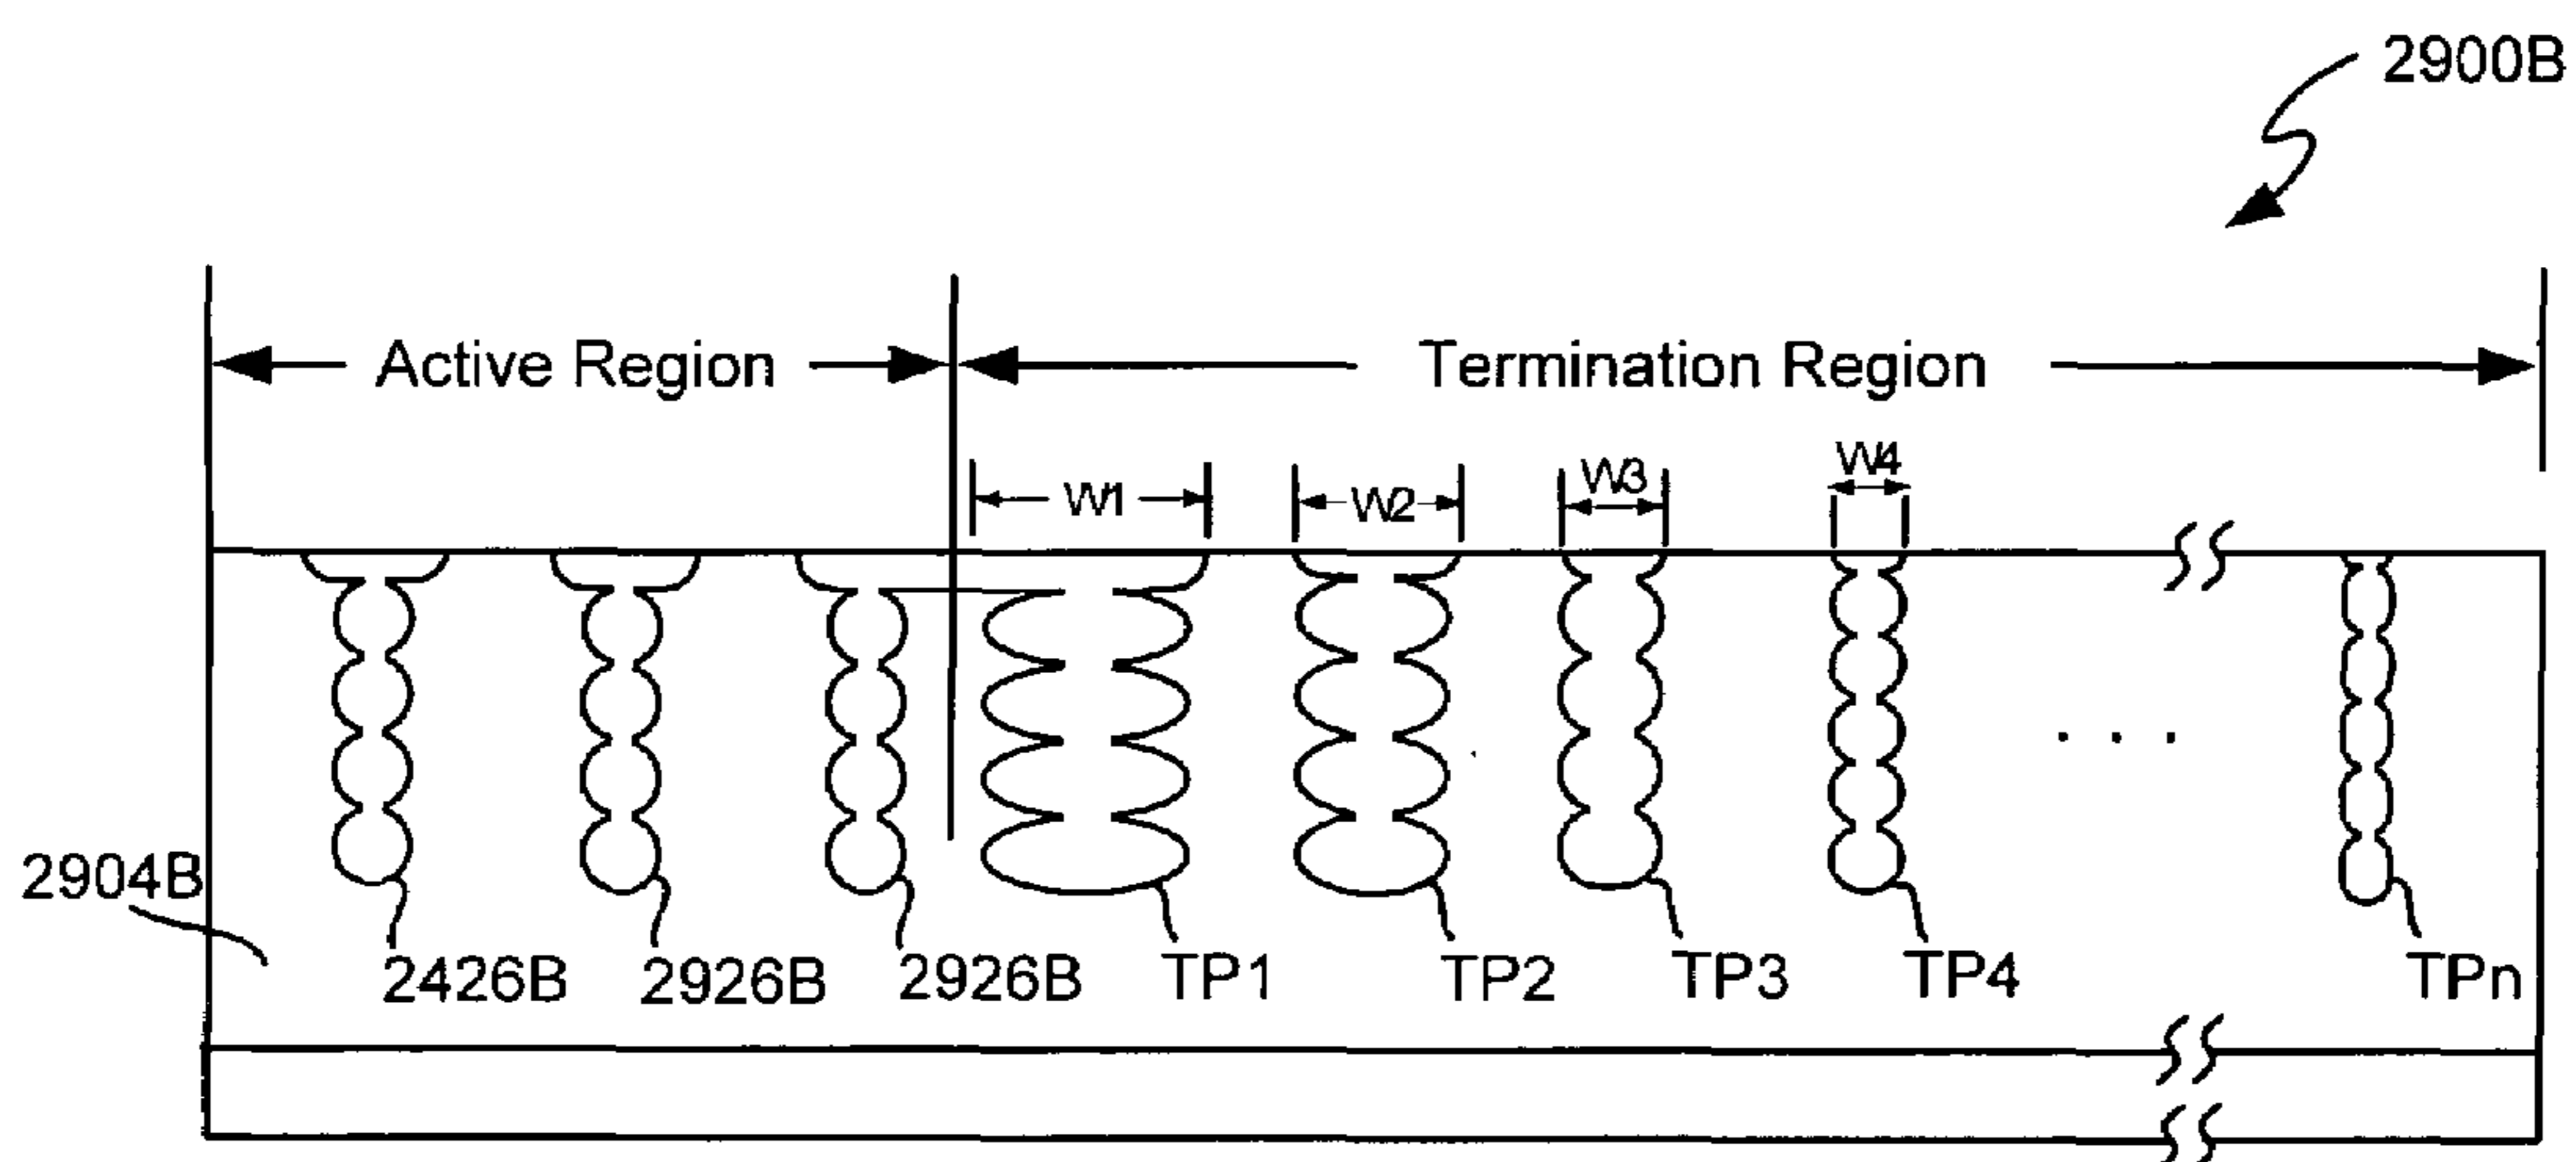 2900B
Active Region
Termination Region
W1
W2
W3
W4
2904B
2426B
2926B
2926B
TP1
TP2
TP3
TP4
. . .
TPn